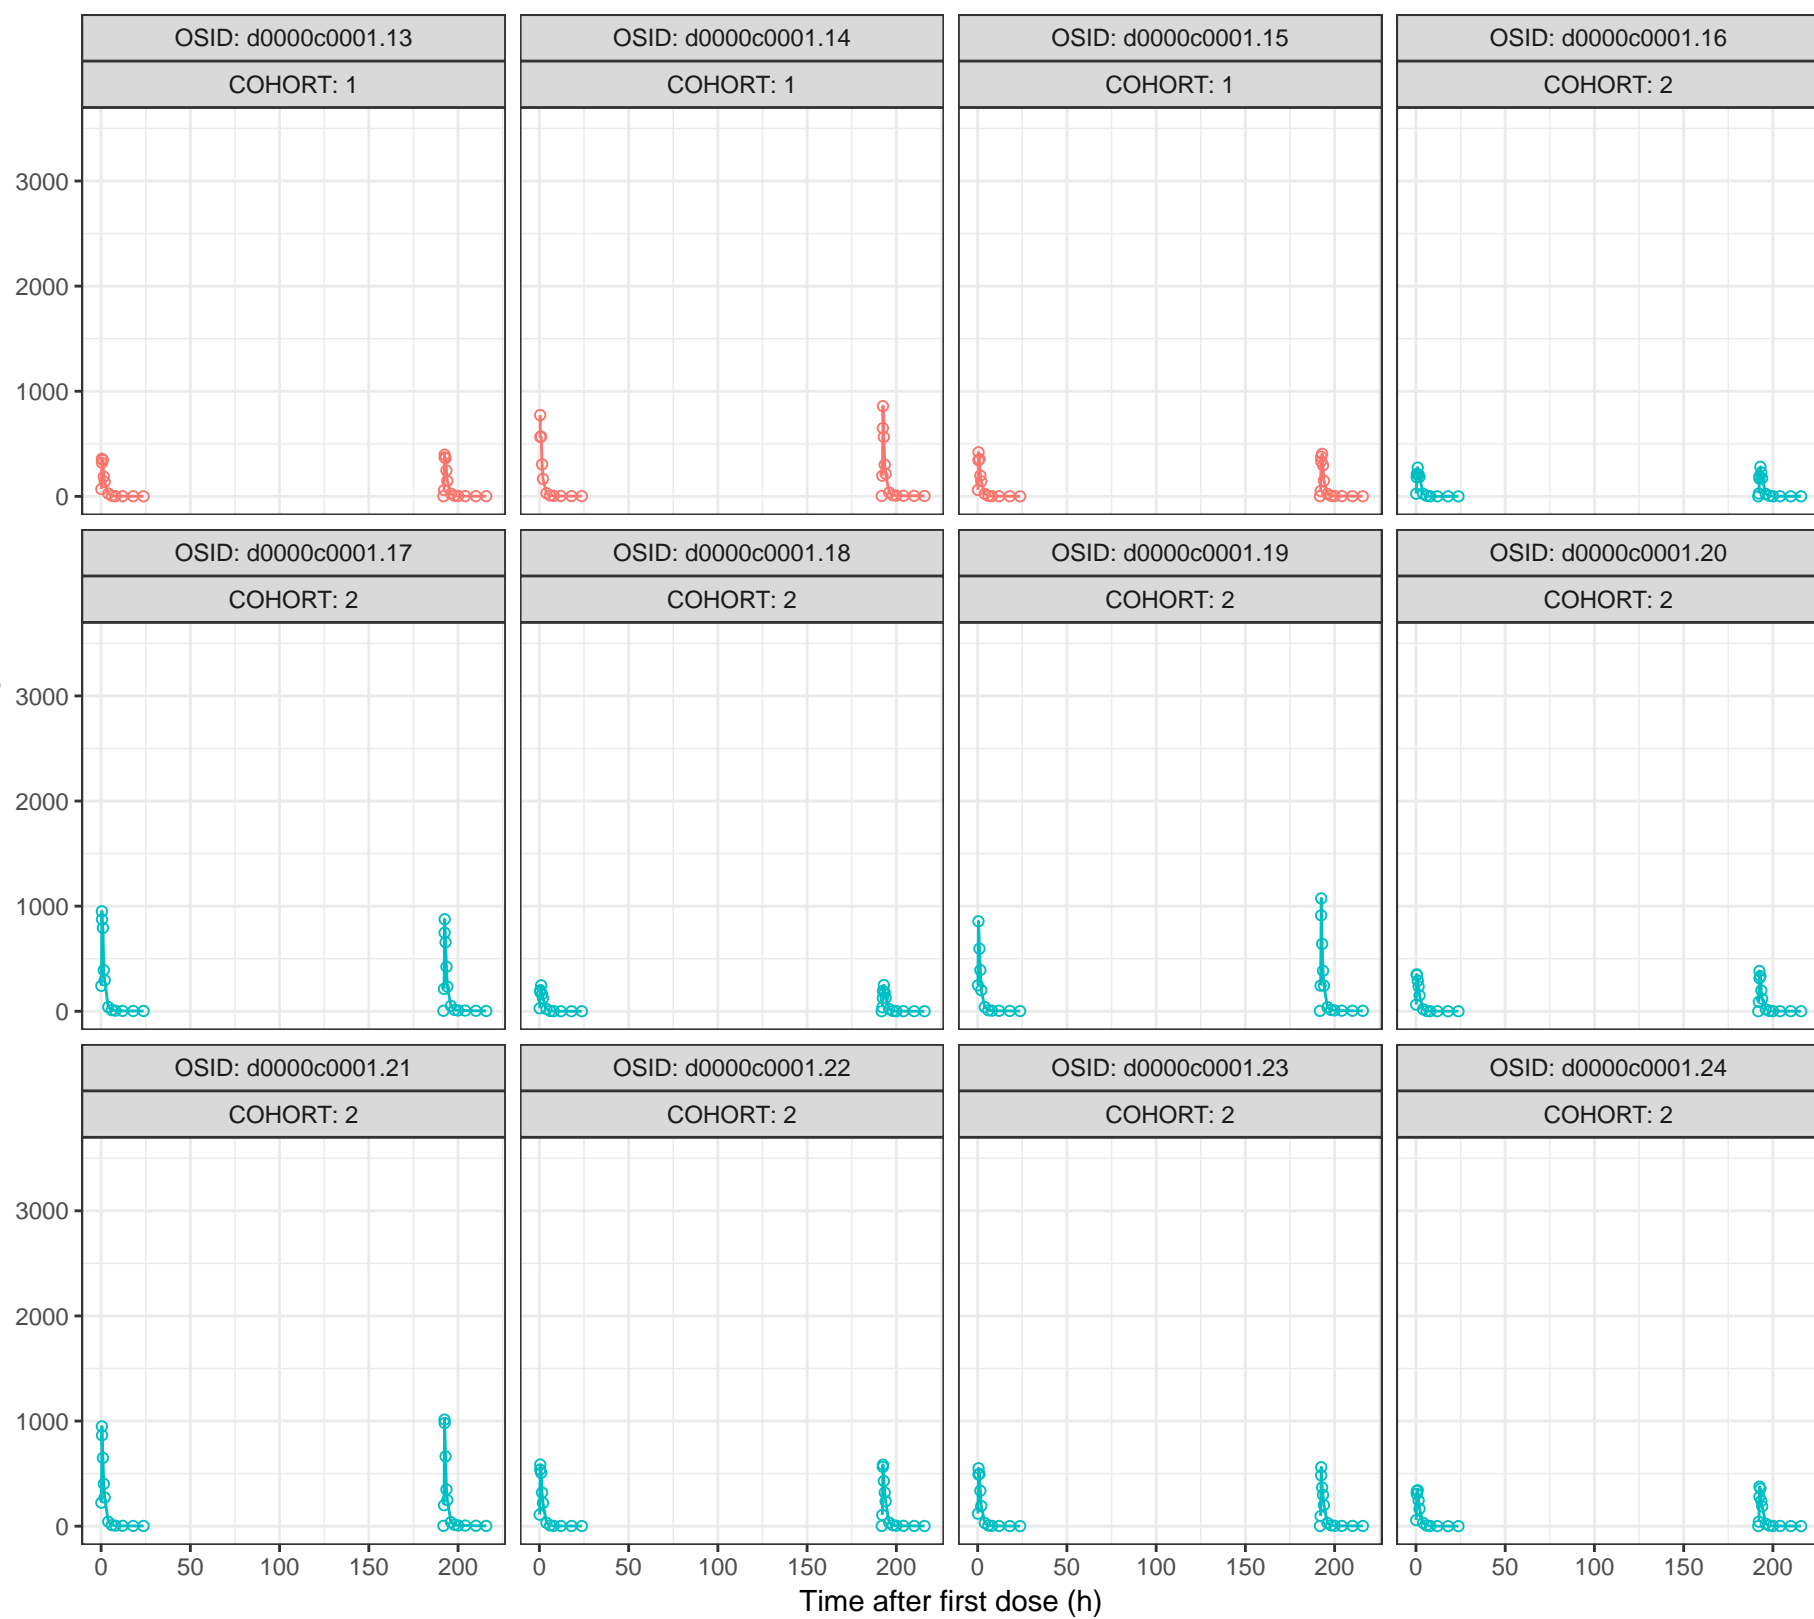 OSID: d0000c0001.13 OSID: d0000c0001.14 OSID: d0000c0001.15 OSID: d0000c0001.16
COHORT: 1 COHORT: 1 COHORT: 1 COHORT: 2
3000
2000
1000
0
OSID: d0000c0001.17 OSID: d0000c0001.18 OSID: d0000c0001.19 OSID: d0000c0001.20
COHORT: 2 COHORT: 2 COHORT: 2 COHORT: 2
3000
2000
1000
0
OSID: d0000c0001.21 OSID: d0000c0001.22 OSID: d0000c0001.23 OSID: d0000c0001.24
COHORT: 2 COHORT: 2 COHORT: 2 COHORT: 2
3000
2000
1000
0
0 50 100 150 200 0 50 100 150 200 0 50 100 150 200 0 50 100 150 200
Time after first dose (h)